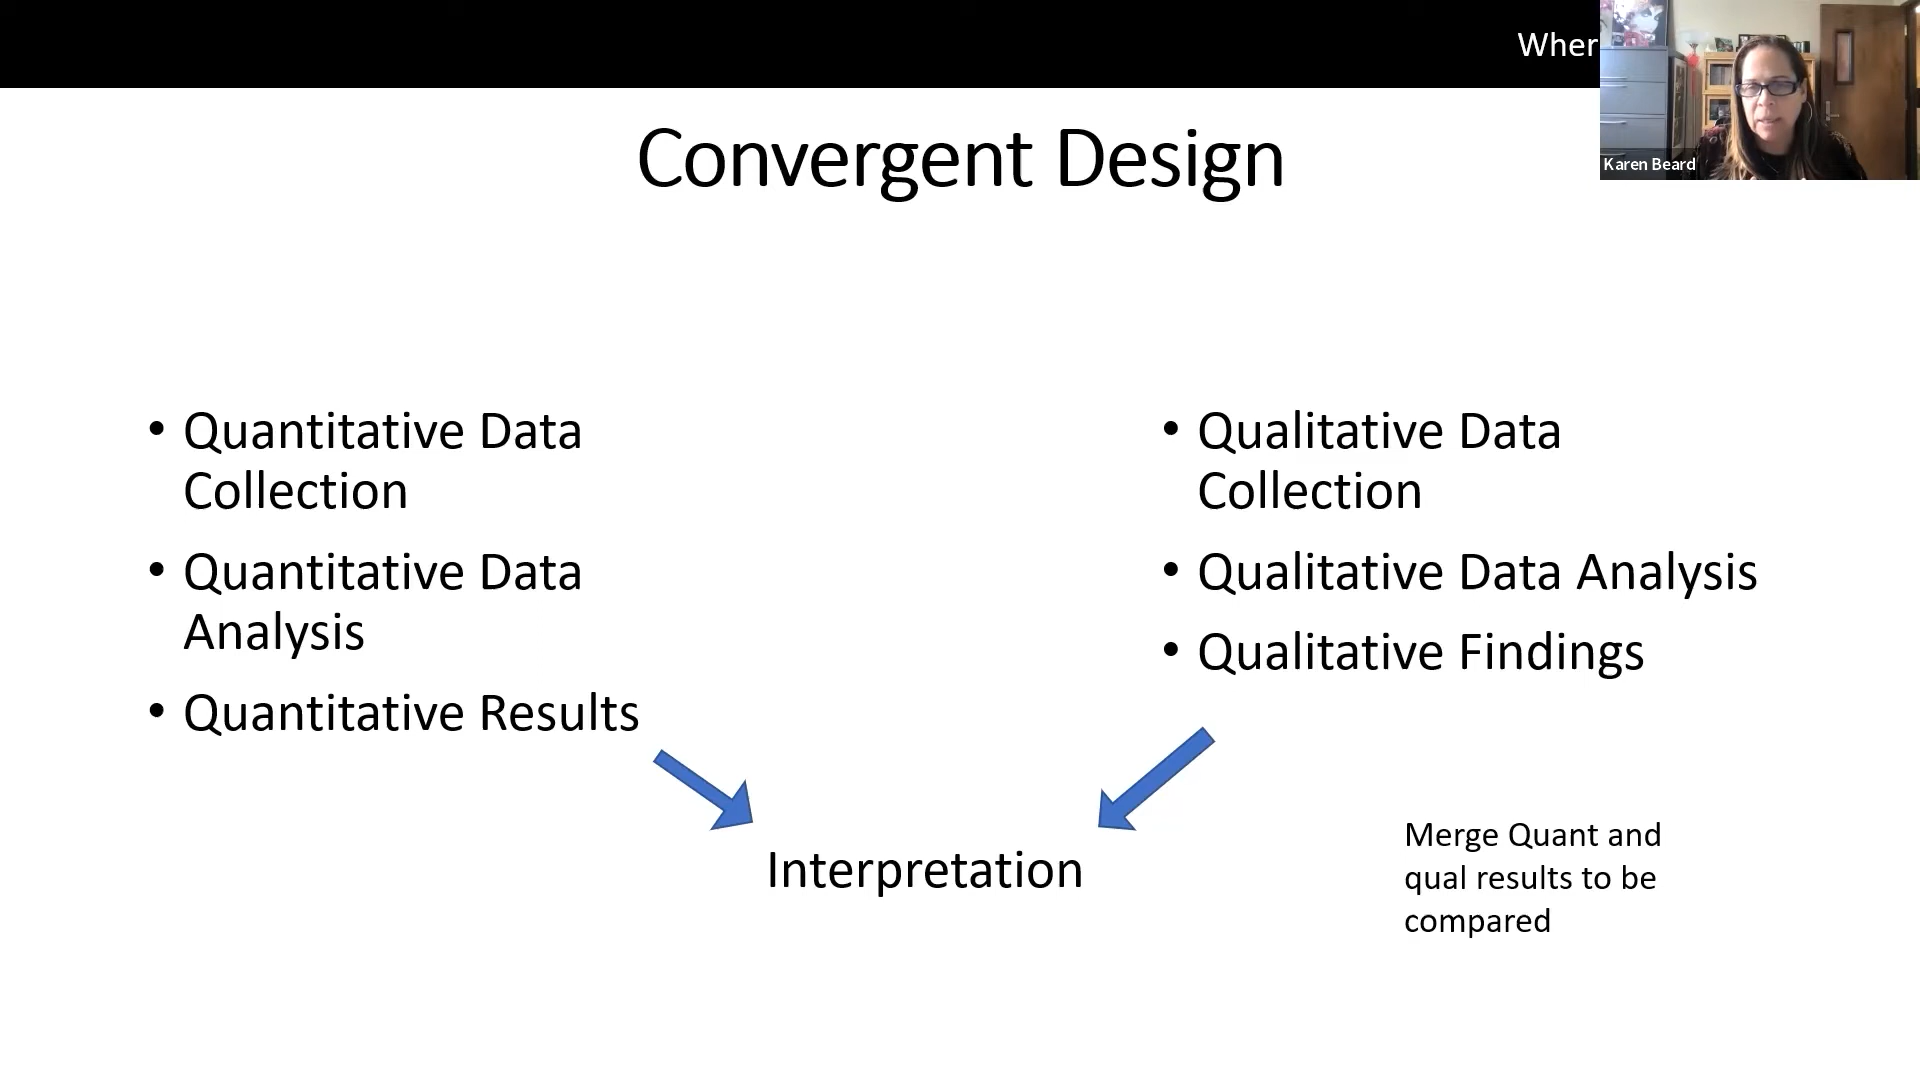 Wher
Karen Beard
Convergent Design
• Quantitative Data
Collection
• Quantitative Data
Analysis
• Quantitative Results
• Qualitative Data
Collection
• Qualitative Data Analysis
• Qualitative Findings
Interpretation
Merge Quant and
qual results to be
compared